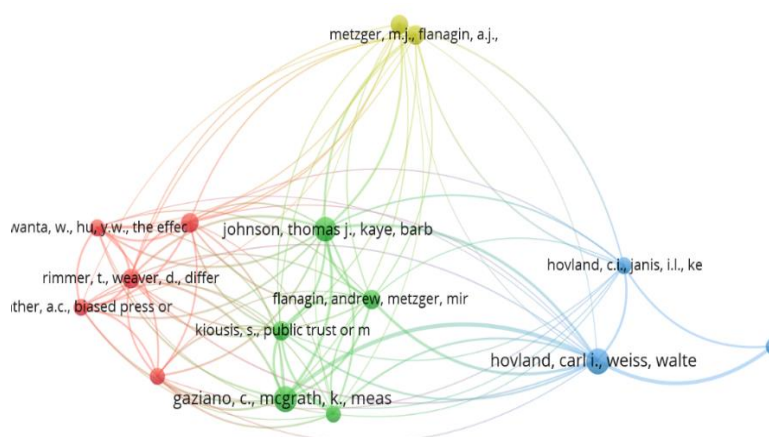 metzger, m.j., flanagin, a.j.,
wanta, w., hu, y.w., the effec
johnson, thomas j., kaye, barb
hovland, c.i., janis, i.l., ke
rimmer, t., weaver, d., differ
flanagin, andrew, metzger, mir
ather, a.c., biased press or
kiousis, s., public trust or m
hovland, carl i., weiss, walte
gaziano, c., mcgrath, k., meas